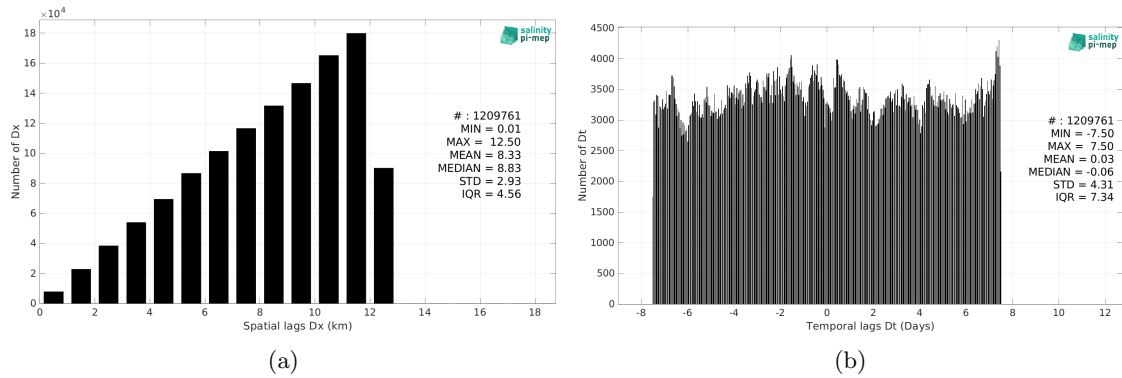 ×10⁴
18
16
14
12
10
8
6
4
2
0
Number of Dx
salinity
pi-mep
# : 1209761
MIN = 0.01
MAX = 12.50
MEAN = 8.33
MEDIAN = 8.83
STD = 2.93
IQR = 4.56
0 2 4 6 8 10 12 14 16 18
Spatial lags Dx (km)
(a)
4500
4000
3500
3000
2500
2000
1500
1000
500
0
Number of Dt
salinity
pi-mep
# : 1209761
MIN = -7.50
MAX = 7.50
MEAN = 0.03
MEDIAN = -0.06
STD = 4.31
IQR = 7.34
-8 -6 -4 -2 0 2 4 6 8 10 12
Temporal lags Dt (Days)
(b)